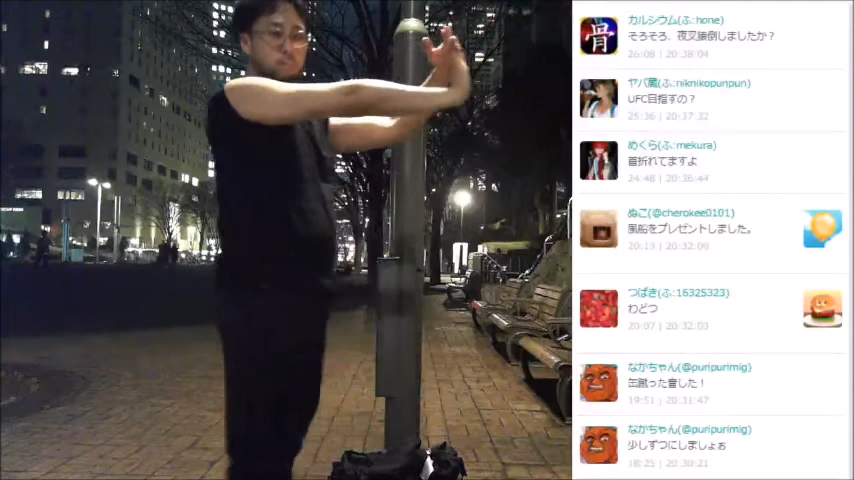 骨
カルシウム(ふ:hone)
そろそろ、夜叉猿倒しましたか？
26:08 | 20:38:04
ヤバ風(ふ:niknikopunpun)
UFC目指すの？
25:36 | 20:37:32
めくら(ふ:mekura)
首折れてますよ
24:48 | 20:36:44
ぬこ(@cherokee0101)
風船をプレゼントしました。
20:13 | 20:32:09
つばき(ふ:16325323)
わどつ
20:07 | 20:32:03
なかちゃん(@puripurimig)
缶蹴った音した！
19:51 | 20:31:47
なかちゃん(@puripurimig)
少しずつにしましょぉ
18:25 | 20:30:21